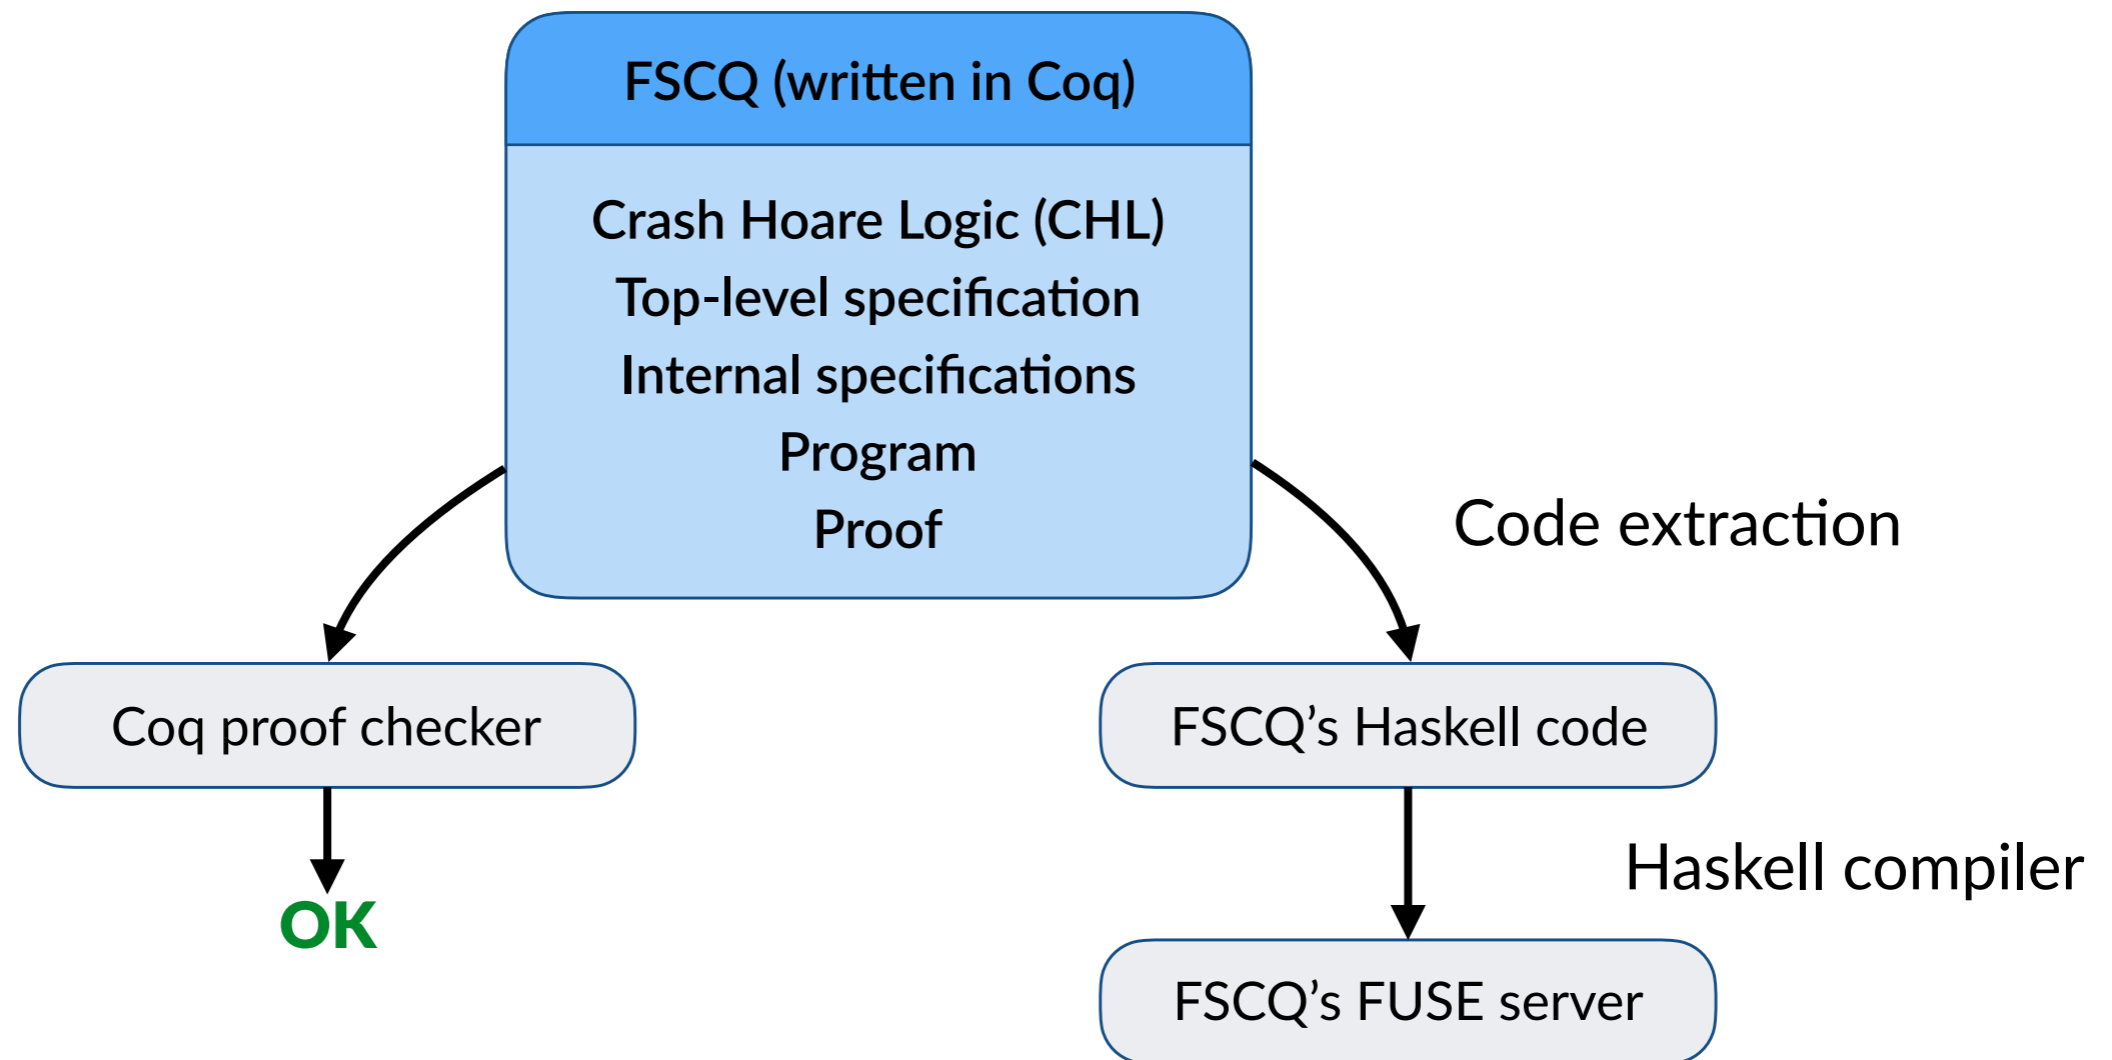 FSCQ (written in Coq)
Crash Hoare Logic (CHL)
Top-level specification
Internal specifications
Program
Proof
Code extraction
Coq proof checker
FSCQ’s Haskell code
Haskell compiler
OK
FSCQ’s FUSE server